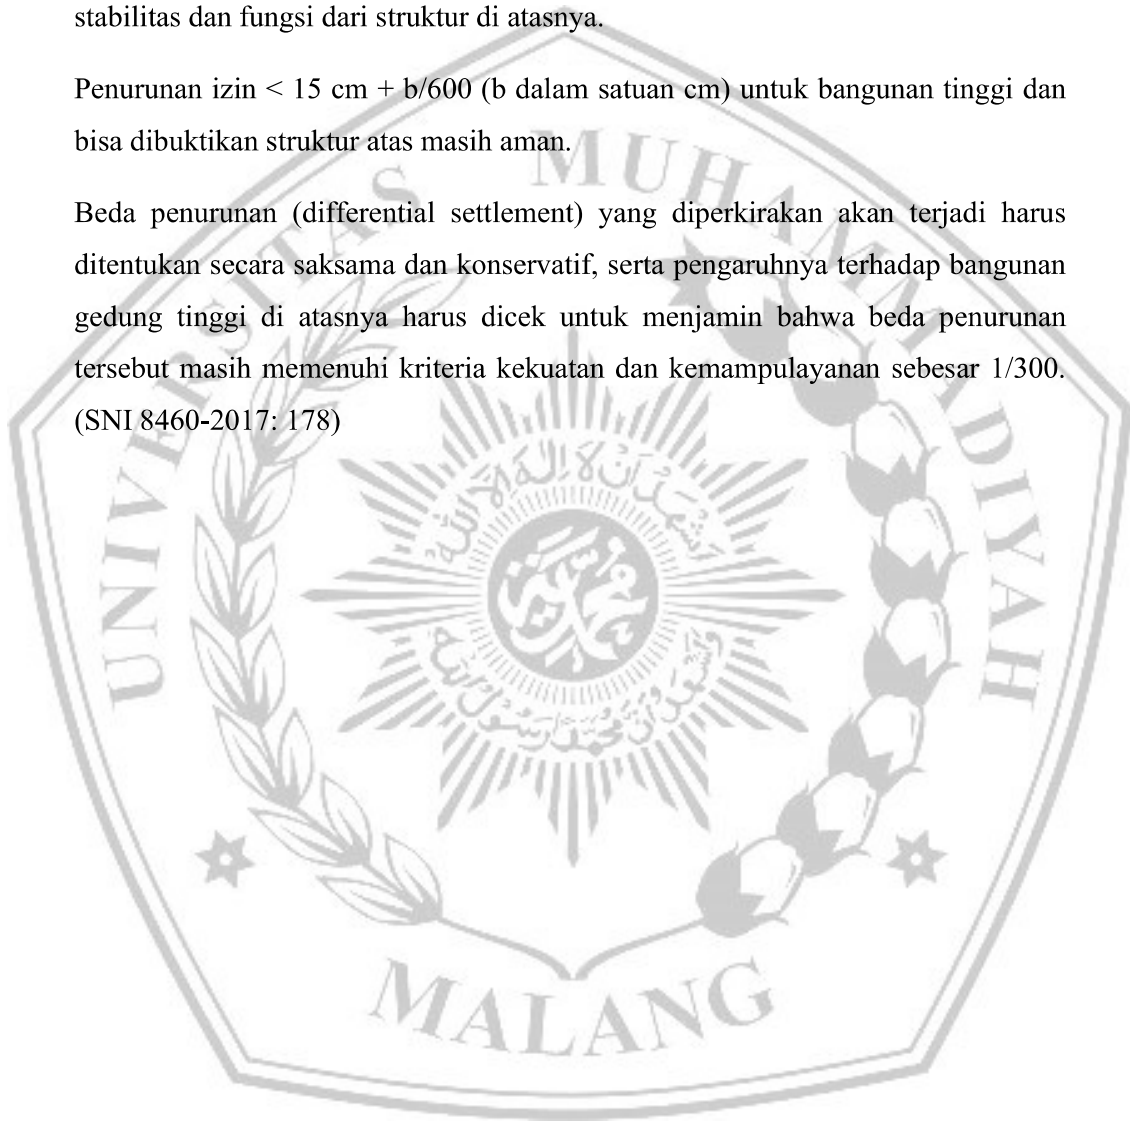 stabilitas dan fungsi dari struktur di atasnya.
Penurunan izin < 15 cm + b/600 (b dalam satuan cm) untuk bangunan tinggi dan
bisa dibuktikan struktur atas masih aman.
Beda penurunan (differential settlement) yang diperkirakan akan terjadi harus
ditentukan secara saksama dan konservatif, serta pengaruhnya terhadap bangunan
gedung tinggi di atasnya harus dicek untuk menjamin bahwa beda penurunan
tersebut masih memenuhi kriteria kekuatan dan kemampulayanan sebesar 1/300.
(SNI 8460-2017: 178)
UNIVERSITAS MUHAMMADIYAH
MALANG